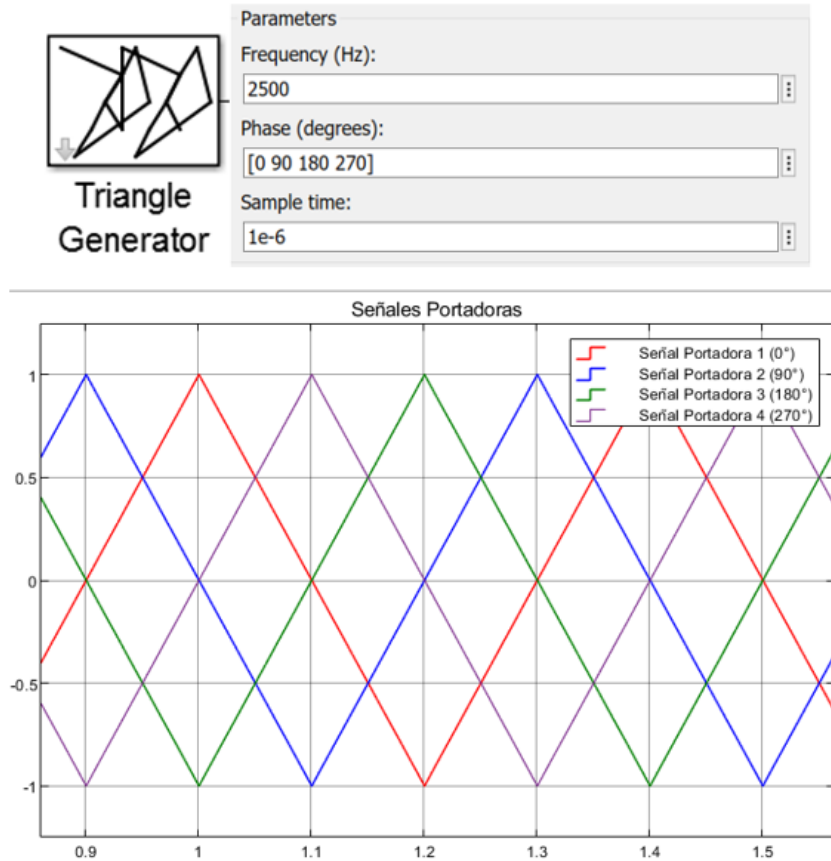 Parameters
Frequency (Hz):
2500
Phase (degrees):
[0 90 180 270]
Sample time:
1e-6
Triangle
Generator
Señales Portadoras
Señal Portadora 1 (0°)
Señal Portadora 2 (90°)
Señal Portadora 3 (180°)
Señal Portadora 4 (270°)
1
0.5
0
-0.5
-1
0.9
1
1.1
1.2
1.3
1.4
1.5